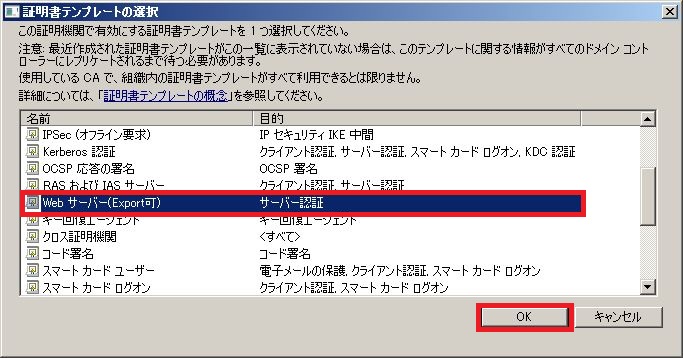 証明書テンプレートの選択
この証明機関で有効にする証明書テンプレートを 1 つ選択してください。
注意: 最近作成された証明書テンプレートがこの一覧に表示されていない場合は、このテンプレートに関する情報がすべてのドメイン コントローラーにレプリケートされるまで待つ必要があります。
使用している CA で、組織内の証明書テンプレートがすべて利用できるとは限りません。
詳細については、「証明書テンプレートの概念」を参照してください。
名前 目的
IPSec (オフライン要求) IP セキュリティ IKE 中間
Kerberos 認証 クライアント認証, サーバー認証, スマート カード ログオン, KDC 認証
OCSP 応答の署名 OCSP 署名
RAS および IAS サーバー クライアント認証, サーバー認証
Web サーバー(Export可) サーバー認証
キー回復エージェント キー回復エージェント
クロス証明機関 <すべて>
コード署名 コード署名
スマート カード ユーザー 電子メールの保護, クライアント認証, スマート カード ログオン
スマート カード ログオン クライアント認証, スマート カード ログオン
OK キャンセル